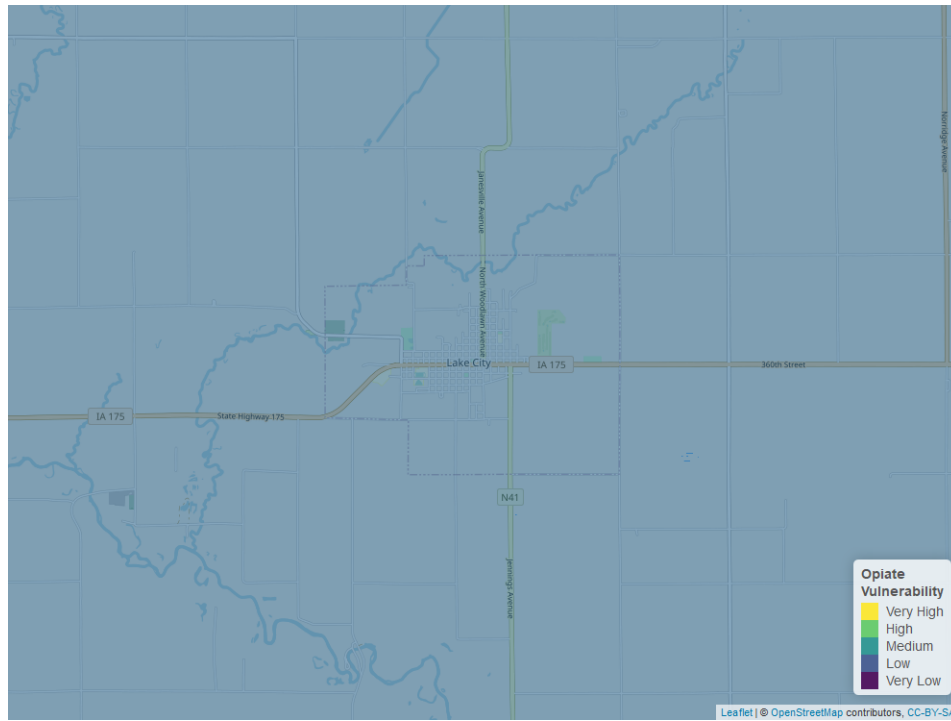 Norridge Avenue
Janesville Avenue
North Woodlawn Avenue
Lake City
IA 175
360th Street
IA 175
State Highway 175
N41
Jennings Avenue
Opiate
Vulnerability
Very High
High
Medium
Low
Very Low
Leaflet | © OpenStreetMap contributors, CC-BY-SA